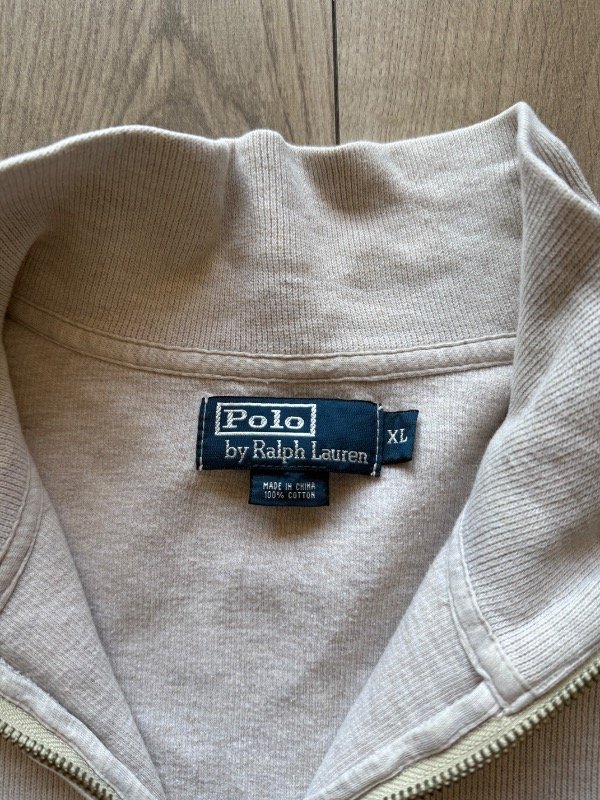 Polo
by Ralph Lauren
XL
MADE IN CHINA
100% COTTON